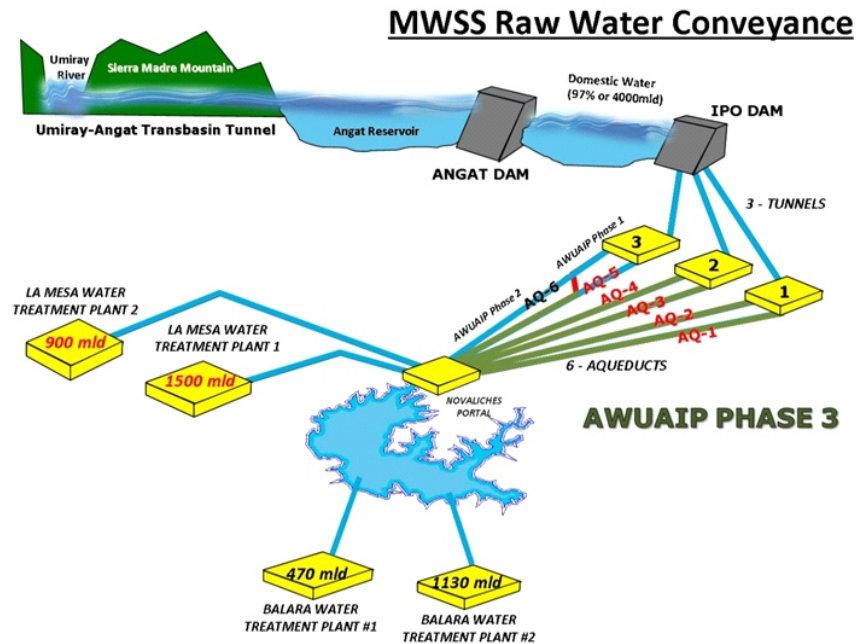 MWSS Raw Water Conveyance
Umiray
River
Sierra Madre Mountain
Domestic Water
(97% or 4000mld)
IPO DAM
Umiray-Angat Transbasin Tunnel
Angat Reservoir
ANGAT DAM
3 - TUNNELS
AWUAIP Phase 1
3
2
1
AQ-6
AQ-5
AQ-4
AQ-3
AQ-2
AQ-1
AWUAIP Phase 2
LA MESA WATER
TREATMENT PLANT 2
900 mld
LA MESA WATER
TREATMENT PLANT 1
1500 mld
6 - AQUEDUCTS
NOVALICHES
PORTAL
AWUAIP PHASE 3
470 mld
1130 mld
BALARA WATER
TREATMENT PLANT #1
BALARA WATER
TREATMENT PLANT #2